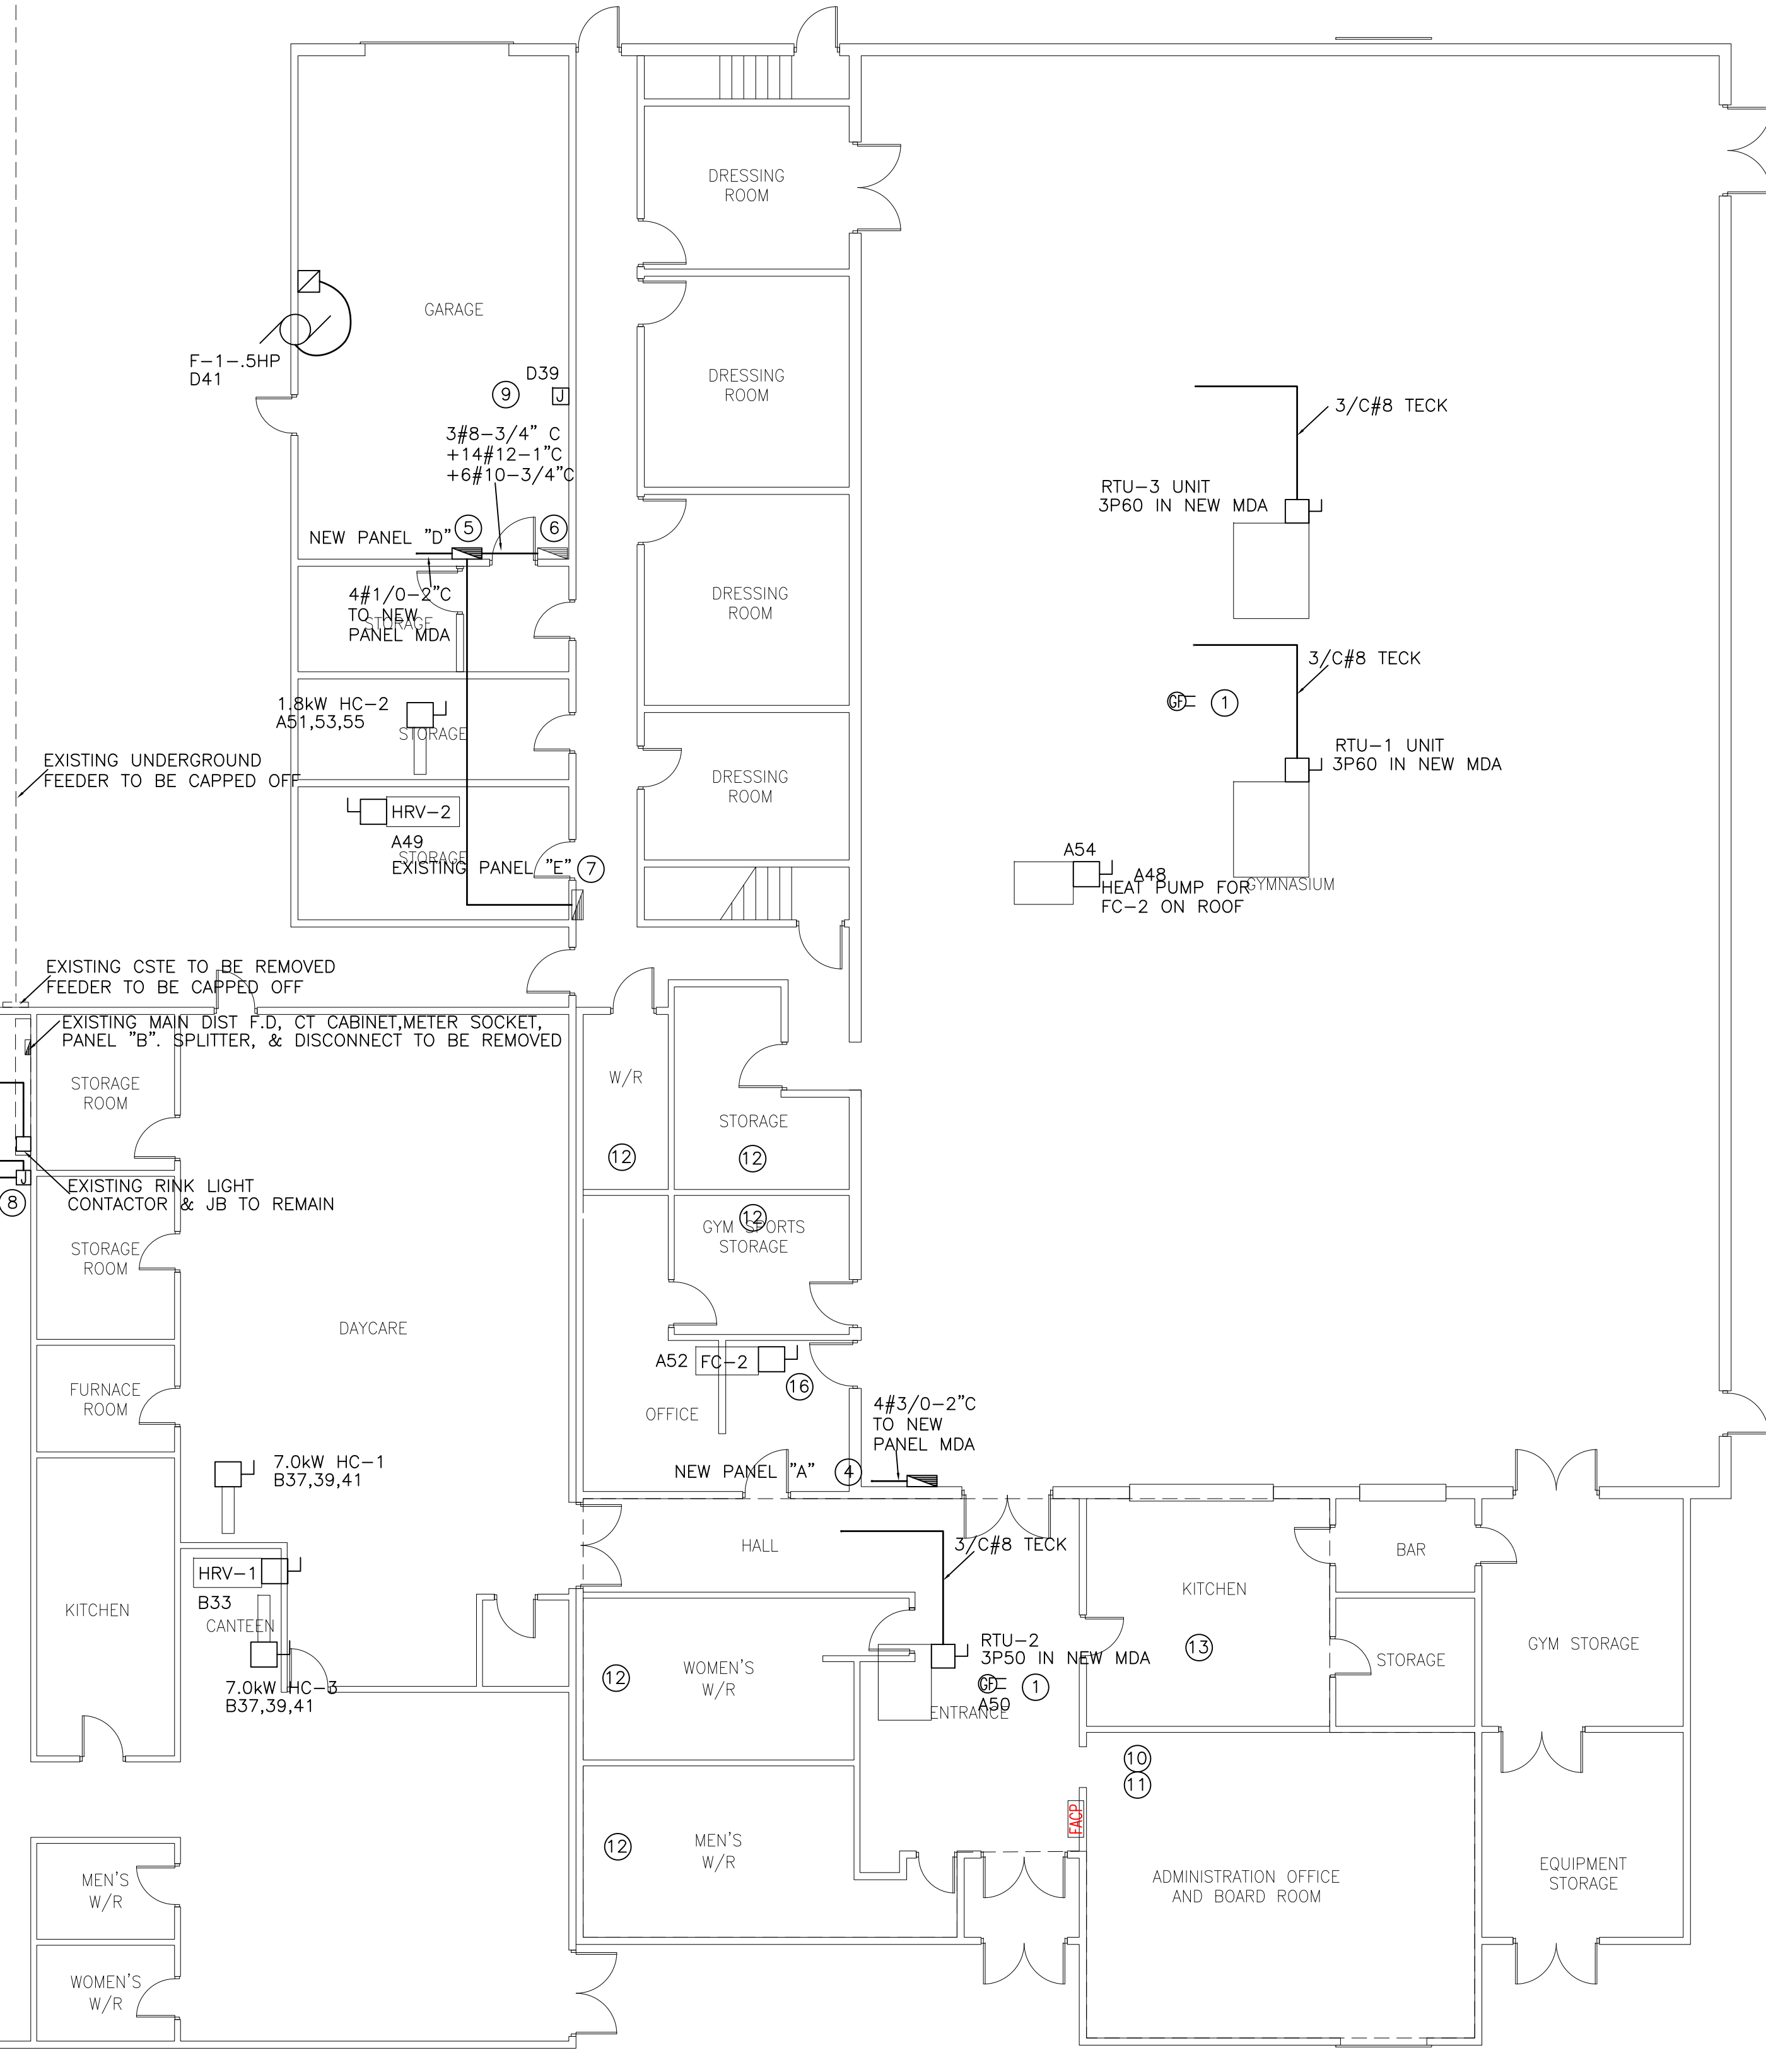 DRESSING
ROOM
GARAGE
F-1-.5HP
D41
D39
9
J
DRESSING
ROOM
3/C#8 TECK
3#8-3/4" C
+14#12-1"C
+6#10-3/4"C
RTU-3 UNIT
3P60 IN NEW MDA
NEW PANEL "D"
5
6
4#1/0-2"C
TO NEW
PANEL MDA
STORAGE
DRESSING
ROOM
3/C#8 TECK
1.8kW HC-2
A51,53,55
STORAGE
GF
1
RTU-1 UNIT
3P60 IN NEW MDA
EXISTING UNDERGROUND
FEEDER TO BE CAPPED OFF
DRESSING
ROOM
HRV-2
A49
STORAGE
EXISTING PANEL "E"
7
A54
A48
HEAT PUMP FOR
FC-2 ON ROOF
GYMNASIUM
EXISTING CSTE TO BE REMOVED
FEEDER TO BE CAPPED OFF
EXISTING MAIN DIST F.D, CT CABINET,METER SOCKET,
PANEL "B". SPLITTER, & DISCONNECT TO BE REMOVED
STORAGE
ROOM
W/R
STORAGE
12
12
J
8
EXISTING RINK LIGHT
CONTACTOR & JB TO REMAIN
12
GYM SPORTS
STORAGE
STORAGE
ROOM
DAYCARE
A52
FC-2
16
FURNACE
ROOM
OFFICE
4#3/0-2"C
TO NEW
PANEL MDA
7.0kW HC-1
B37,39,41
NEW PANEL "A"
4
HALL
3/C#8 TECK
BAR
HRV-1
B33
CANTEEN
KITCHEN
KITCHEN
13
GYM STORAGE
STORAGE
RTU-2
3P50 IN NEW MDA
WOMEN'S
W/R
12
GF
1
A50
ENTRANCE
7.0kW HC-3
B37,39,41
10
11
FACP
MEN'S
W/R
12
ADMINISTRATION OFFICE
AND BOARD ROOM
EQUIPMENT
STORAGE
MEN'S
W/R
WOMEN'S
W/R